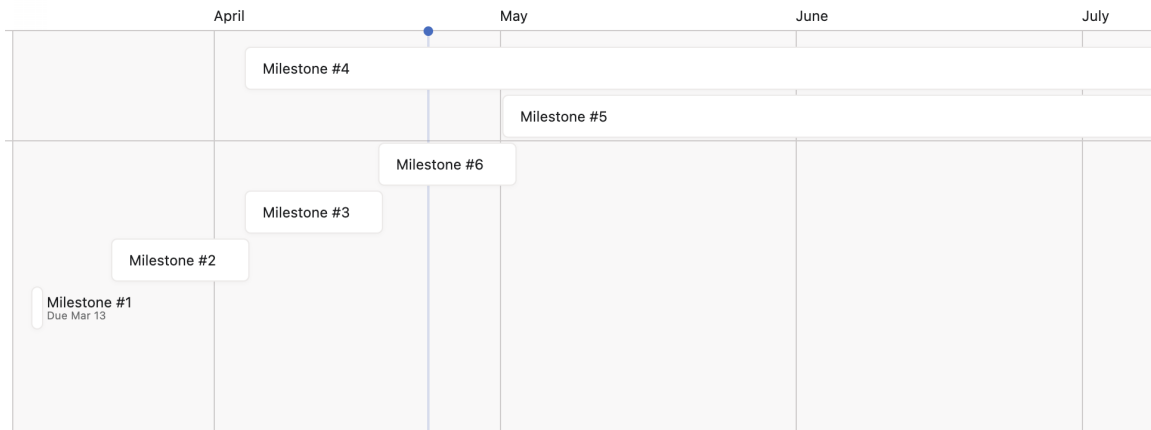 April
May
June
July
Milestone #4
Milestone #5
Milestone #6
Milestone #3
Milestone #2
Milestone #1
Due Mar 13